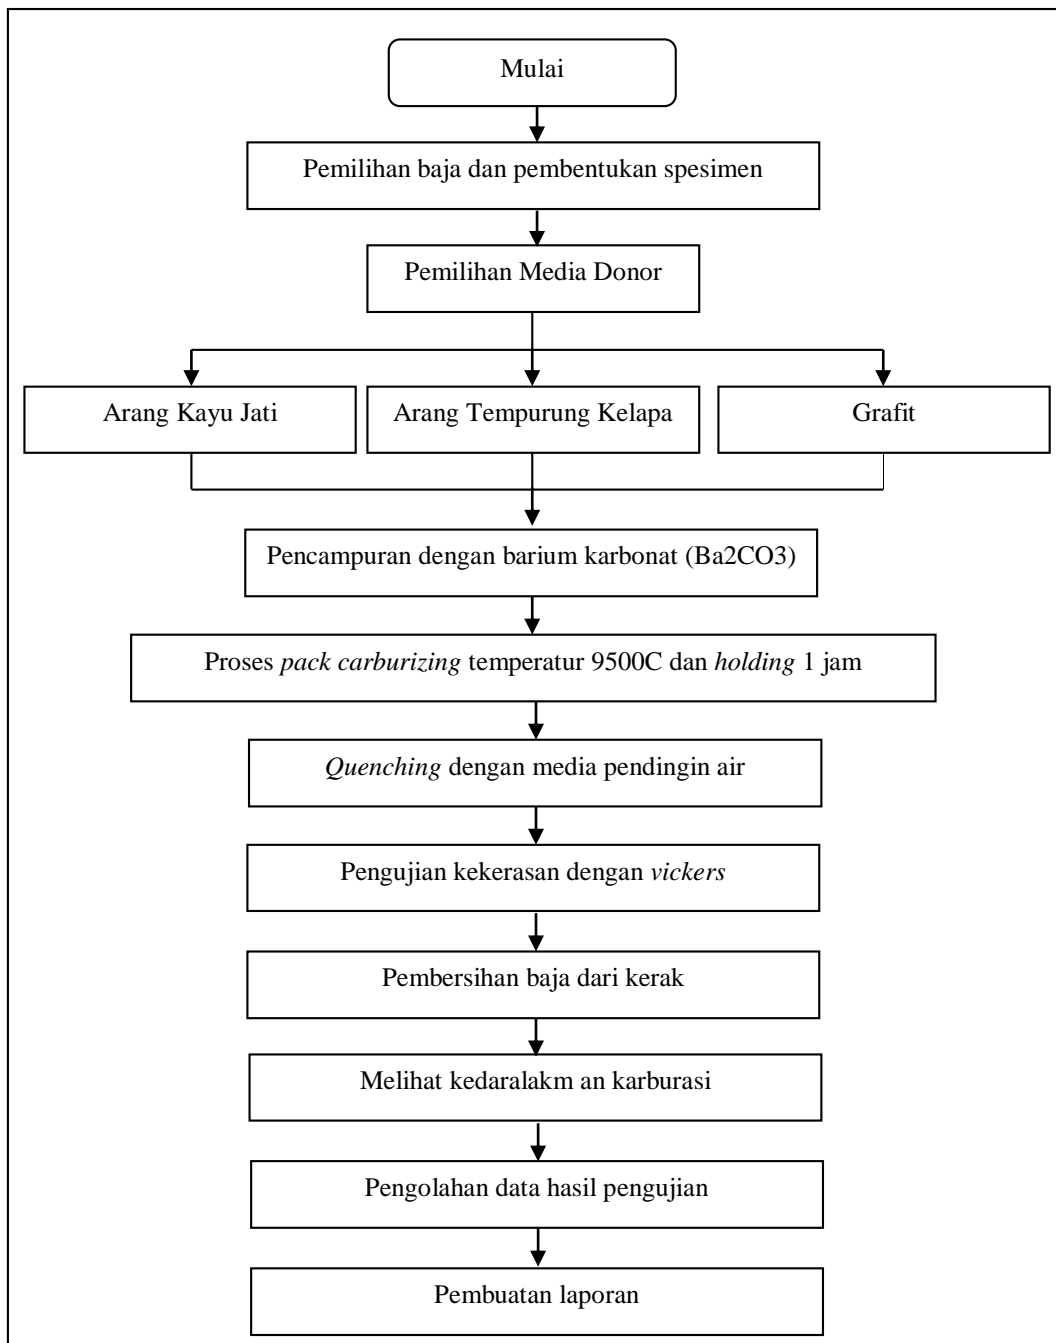 Mulai
Pemilihan baja dan pembentukan spesimen
Pemilihan Media Donor
Arang Kayu Jati
Arang Tempurung Kelapa
Grafit
Pencampuran dengan barium karbonat (Ba2CO3)
Proses pack carburizing temperatur 9500C dan holding 1 jam
Quenching dengan media pendingin air
Pengujian kekerasan dengan vickers
Pembersihan baja dari kerak
Melihat kedaralakm an karburasi
Pengolahan data hasil pengujian
Pembuatan laporan